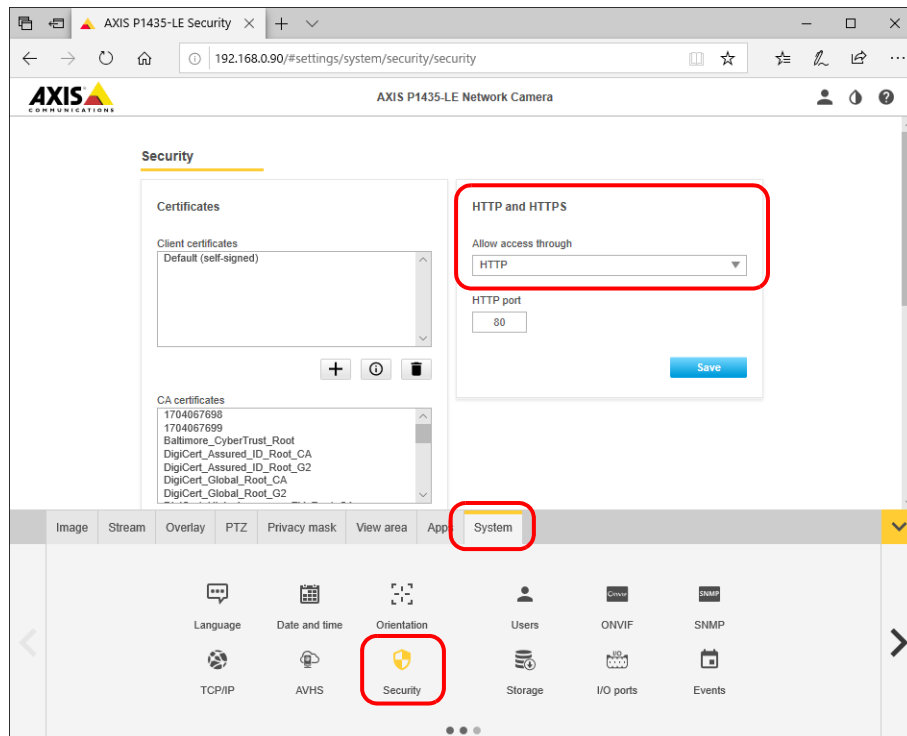 AXIS P1435-LE Security
192.168.0.90/#settings/system/security/security
AXIS
COMMUNICATIONS
AXIS P1435-LE Network Camera
Security
Certificates
Client certificates
Default (self-signed)
CA certificates
1704067698
1704067699
Baltimore_CyberTrust_Root
DigiCert_Assured_ID_Root_CA
DigiCert_Assured_ID_Root_G2
DigiCert_Global_Root_CA
DigiCert_Global_Root_G2
HTTP and HTTPS
Allow access through
HTTP
HTTP port
80
Save
Image Stream Overlay PTZ Privacy mask View area Apps System
Language Date and time Orientation Users ONVIF SNMP
TCP/IP AVHS Security Storage I/O ports Events